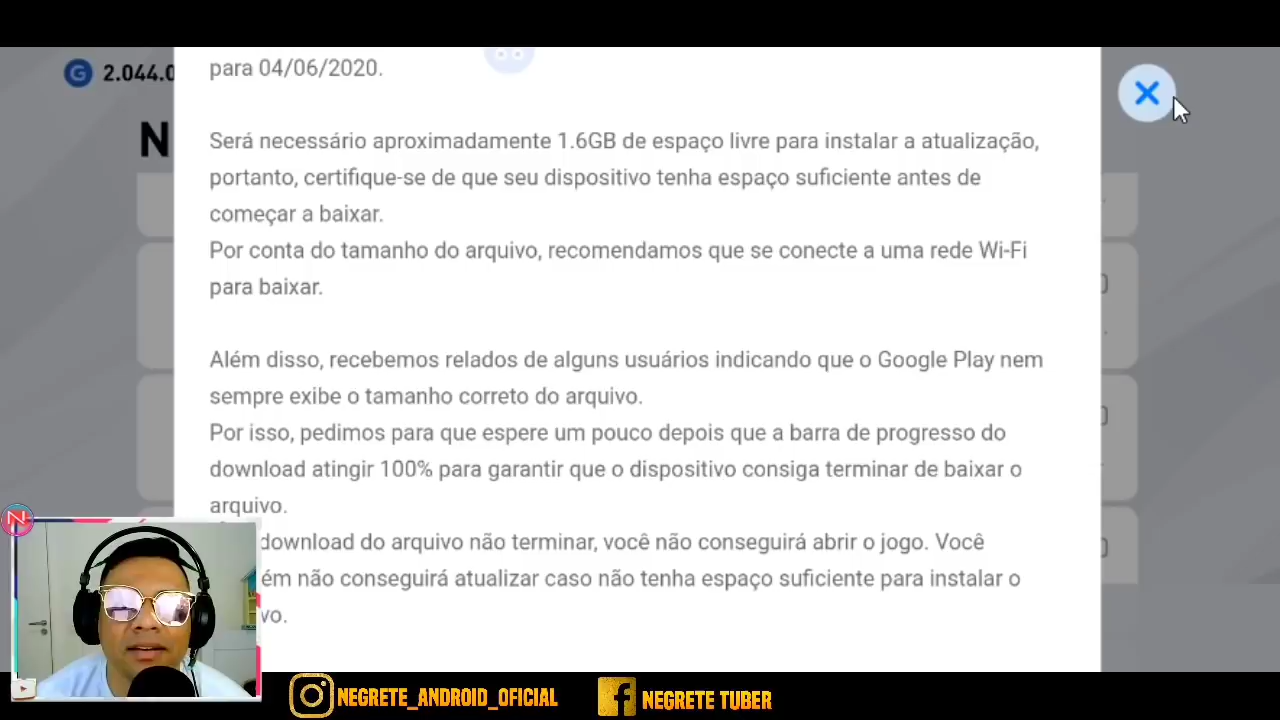 G 2.044.0
para 04/06/2020.
N
Será necessário aproximadamente 1.6GB de espaço livre para instalar a atualização,
portanto, certifique-se de que seu dispositivo tenha espaço suficiente antes de
começar a baixar.
Por conta do tamanho do arquivo, recomendamos que se conecte a uma rede Wi-Fi
para baixar.
Além disso, recebemos relados de alguns usuários indicando que o Google Play nem
sempre exibe o tamanho correto do arquivo.
Por isso, pedimos para que espere um pouco depois que a barra de progresso do
download atingir 100% para garantir que o dispositivo consiga terminar de baixar o
arquivo.
download do arquivo não terminar, você não conseguirá abrir o jogo. Você
ém não conseguirá atualizar caso não tenha espaço suficiente para instalar o
vo.
N
NEGRETE_ANDROID_OFICIAL
NEGRETE TUBER